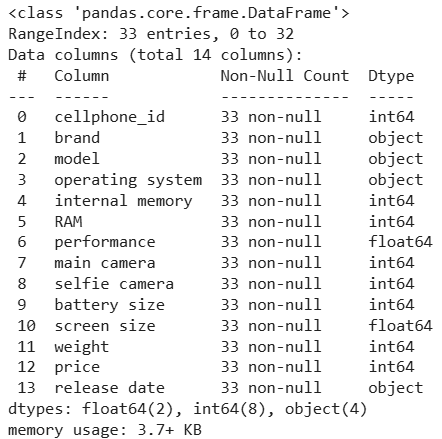 <class 'pandas.core.frame.DataFrame'>
RangeIndex: 33 entries, 0 to 32
Data columns (total 14 columns):
 #   Column            Non-Null Count  Dtype
---  ------            --------------  -----
 0   cellphone_id      33 non-null     int64
 1   brand             33 non-null     object
 2   model             33 non-null     object
 3   operating system  33 non-null     object
 4   internal memory   33 non-null     int64
 5   RAM               33 non-null     int64
 6   performance       33 non-null     float64
 7   main camera       33 non-null     int64
 8   selfie camera     33 non-null     int64
 9   battery size      33 non-null     int64
 10  screen size       33 non-null     float64
 11  weight            33 non-null     int64
 12  price             33 non-null     int64
 13  release date      33 non-null     object
dtypes: float64(2), int64(8), object(4)
memory usage: 3.7+ KB